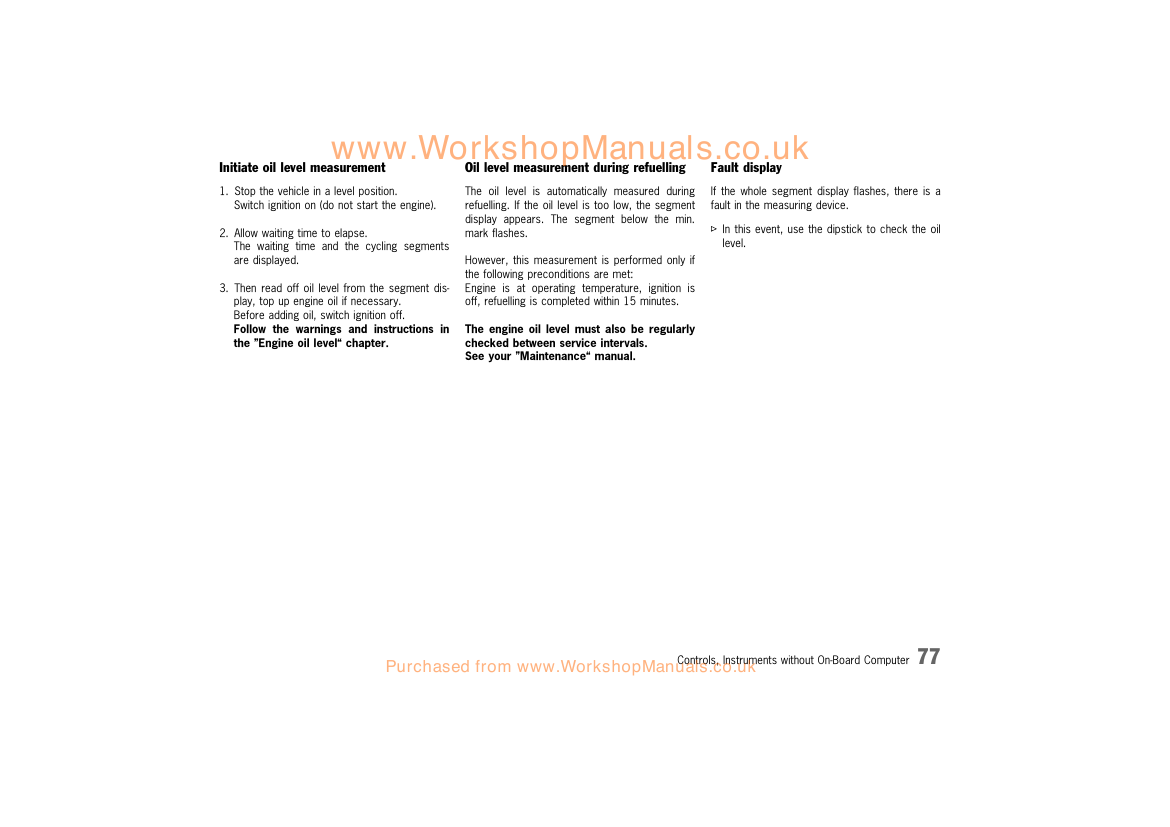 www.WorkshopManuals.co.uk
Initiate oil level measurement
1. Stop the vehicle in a level position.
Switch ignition on (do not start the engine).
2. Allow waiting time to elapse.
The waiting time and the cycling segments
are displayed.
3. Then read off oil level from the segment dis-
play, top up engine oil if necessary.
Before adding oil, switch ignition off.
Follow the warnings and instructions in
the ”Engine oil level“ chapter.
Oil level measurement during refuelling
The oil level is automatically measured during
refuelling. If the oil level is too low, the segment
display appears. The segment below the min.
mark flashes.
However, this measurement is performed only if
the following preconditions are met:
Engine is at operating temperature, ignition is
off, refuelling is completed within 15 minutes.
The engine oil level must also be regularly
checked between service intervals.
See your ”Maintenance“ manual.
Fault display
If the whole segment display flashes, there is a
fault in the measuring device.
▷ In this event, use the dipstick to check the oil
level.
Controls, Instruments without On-Board Computer 77
Purchased from www.WorkshopManuals.co.uk